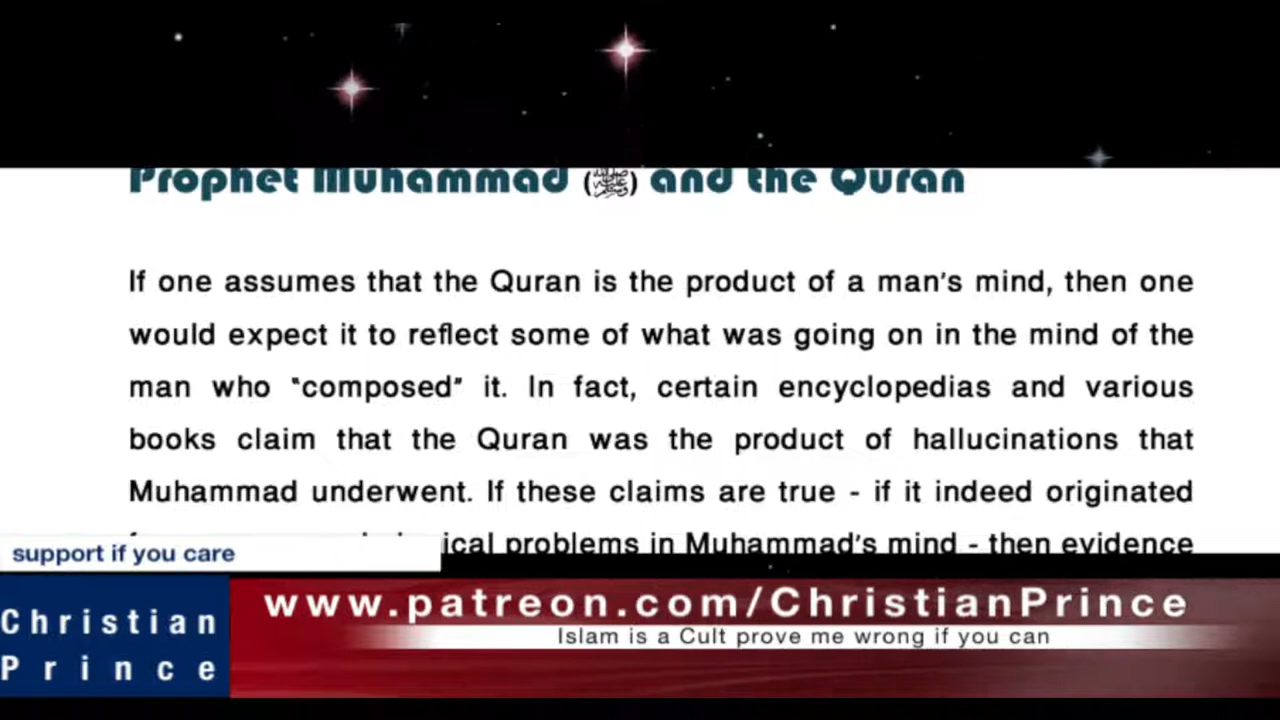 Prophet Muhammad (ﷺ) and the Quran
If one assumes that the Quran is the product of a man's mind, then one
would expect it to reflect some of what was going on in the mind of the
man who "composed" it. In fact, certain encyclopedias and various
books claim that the Quran was the product of hallucinations that
Muhammad underwent. If these claims are true - if it indeed originated
problems in Muhammad's mind - then evidence
support if you care
Christian
Prince
www.patreon.com/ChristianPrince
Islam is a Cult prove me wrong if you can